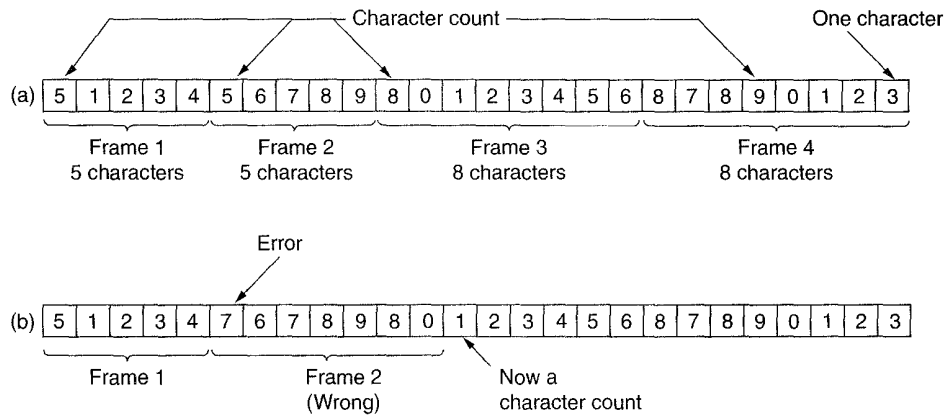 Character count One character
(a) 5 1 2 3 4 5 6 7 8 9 8 0 1 2 3 4 5 6 8 7 8 9 0 1 2 3
Frame 1 Frame 2 Frame 3 Frame 4
5 characters 5 characters 8 characters 8 characters
Error
(b) 5 1 2 3 4 7 6 7 8 9 8 0 1 2 3 4 5 6 8 7 8 9 0 1 2 3
Frame 1 Frame 2 Now a
(Wrong) character count